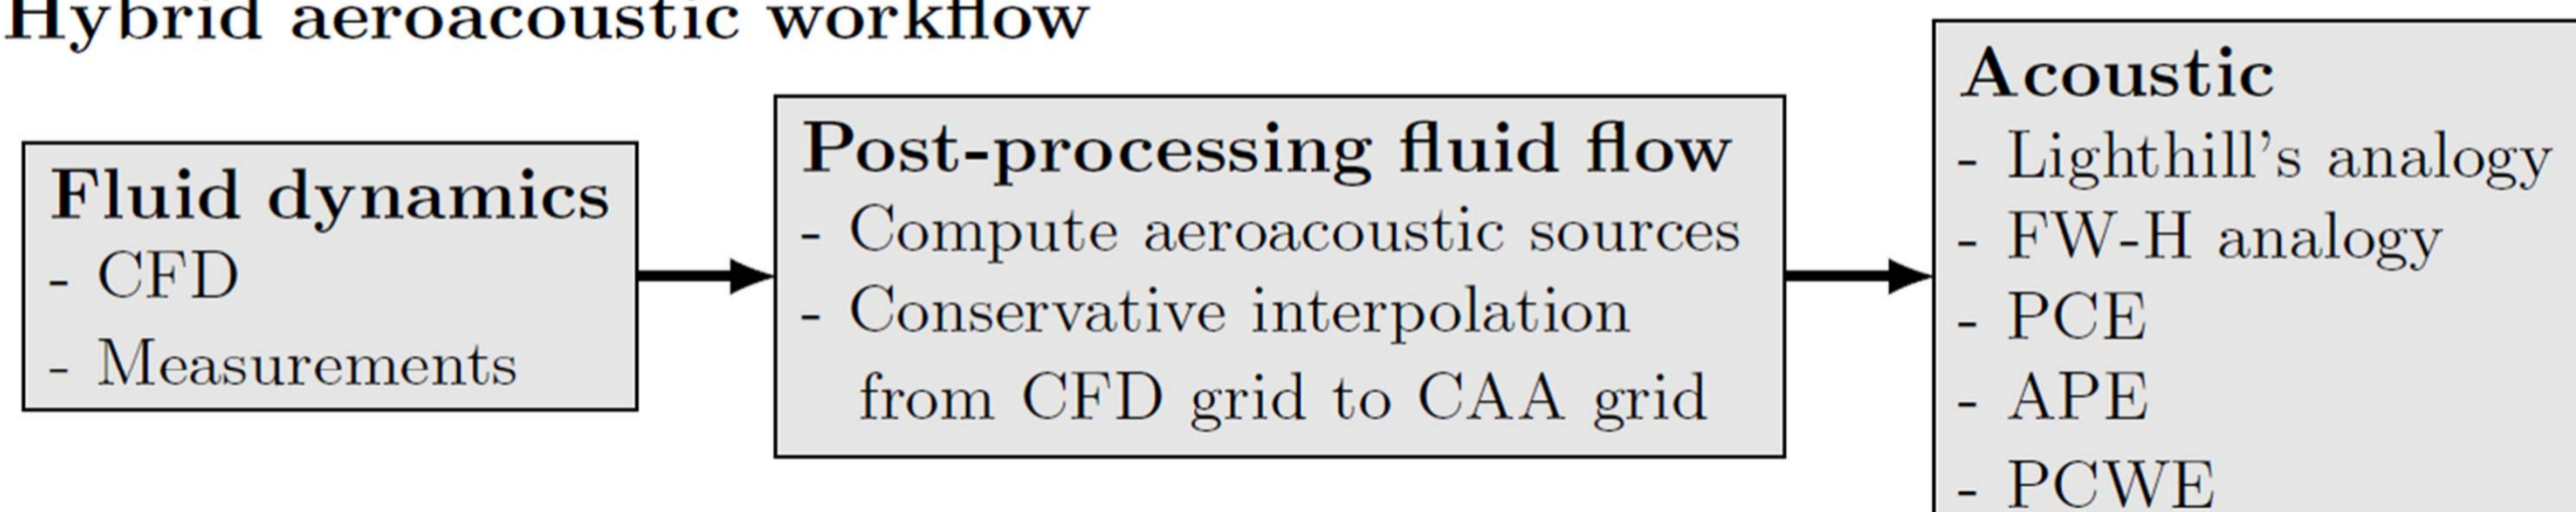 Hybrid aeroacoustic workflow
Fluid dynamics
- CFD
- Measurements
Post-processing fluid flow
- Compute aeroacoustic sources
- Conservative interpolation
from CFD grid to CAA grid
Acoustic
- Lighthill's analogy
- FW-H analogy
- PCE
- APE
- PCWE